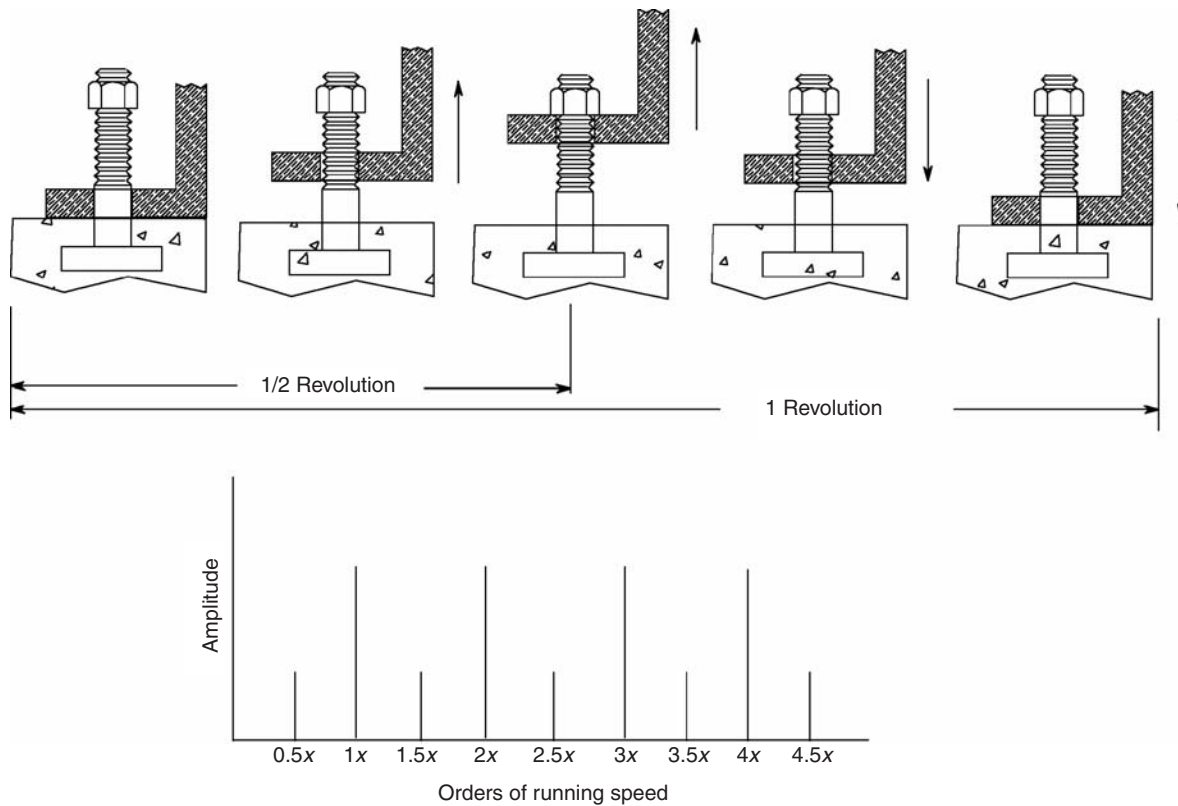 1/2 Revolution
1 Revolution
Amplitude
0.5x 1x 1.5x 2x 2.5x 3x 3.5x 4x 4.5x
Orders of running speed